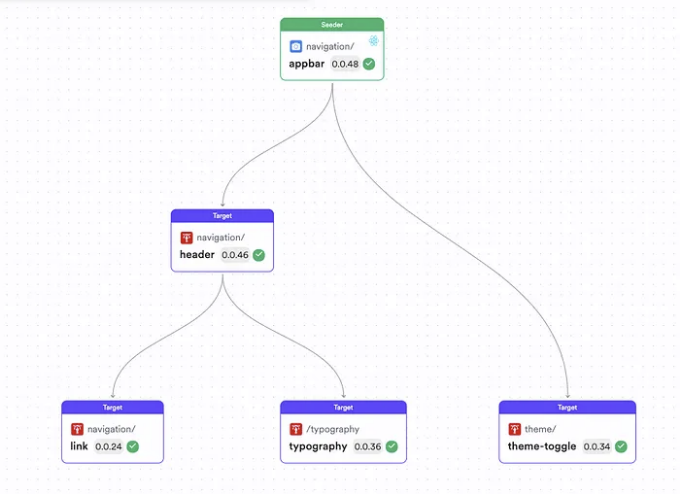 Seeder
navigation/
appbar 0.0.48
Target
navigation/
header 0.0.46
Target
navigation/
link 0.0.24
Target
/typography
typography 0.0.36
Target
theme/
theme-toggle 0.0.34